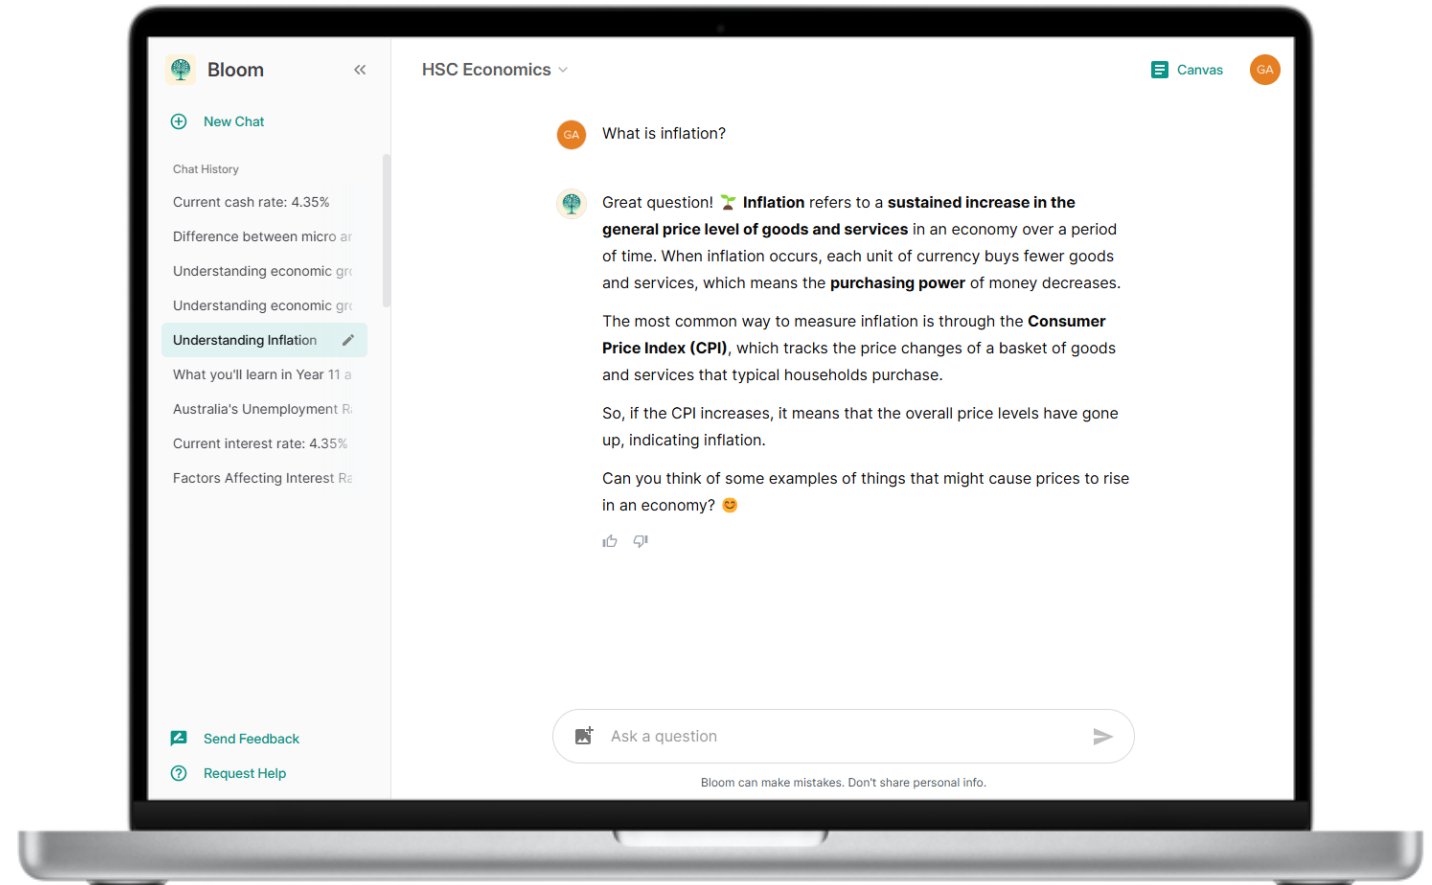 Bloom
New Chat
Chat History
Current cash rate: 4.35%
Difference between micro
Understanding economic
Understanding economic
Understanding Inflation
What you'll learn in Year 11
Australia's Unemployment
Current interest rate: 4.35%
Factors Affecting Interest
Send Feedback
Request Help
HSC Economics
Canvas
GA
GA
What is inflation?
Great question! 🌱 Inflation refers to a sustained increase in the
general price level of goods and services in an economy over a period
of time. When inflation occurs, each unit of currency buys fewer goods
and services, which means the purchasing power of money decreases.
The most common way to measure inflation is through the Consumer
Price Index (CPI), which tracks the price changes of a basket of goods
and services that typical households purchase.
So, if the CPI increases, it means that the overall price levels have gone
up, indicating inflation.
Can you think of some examples of things that might cause prices to rise
in an economy? 😊
Ask a question
Bloom can make mistakes. Don't share personal info.